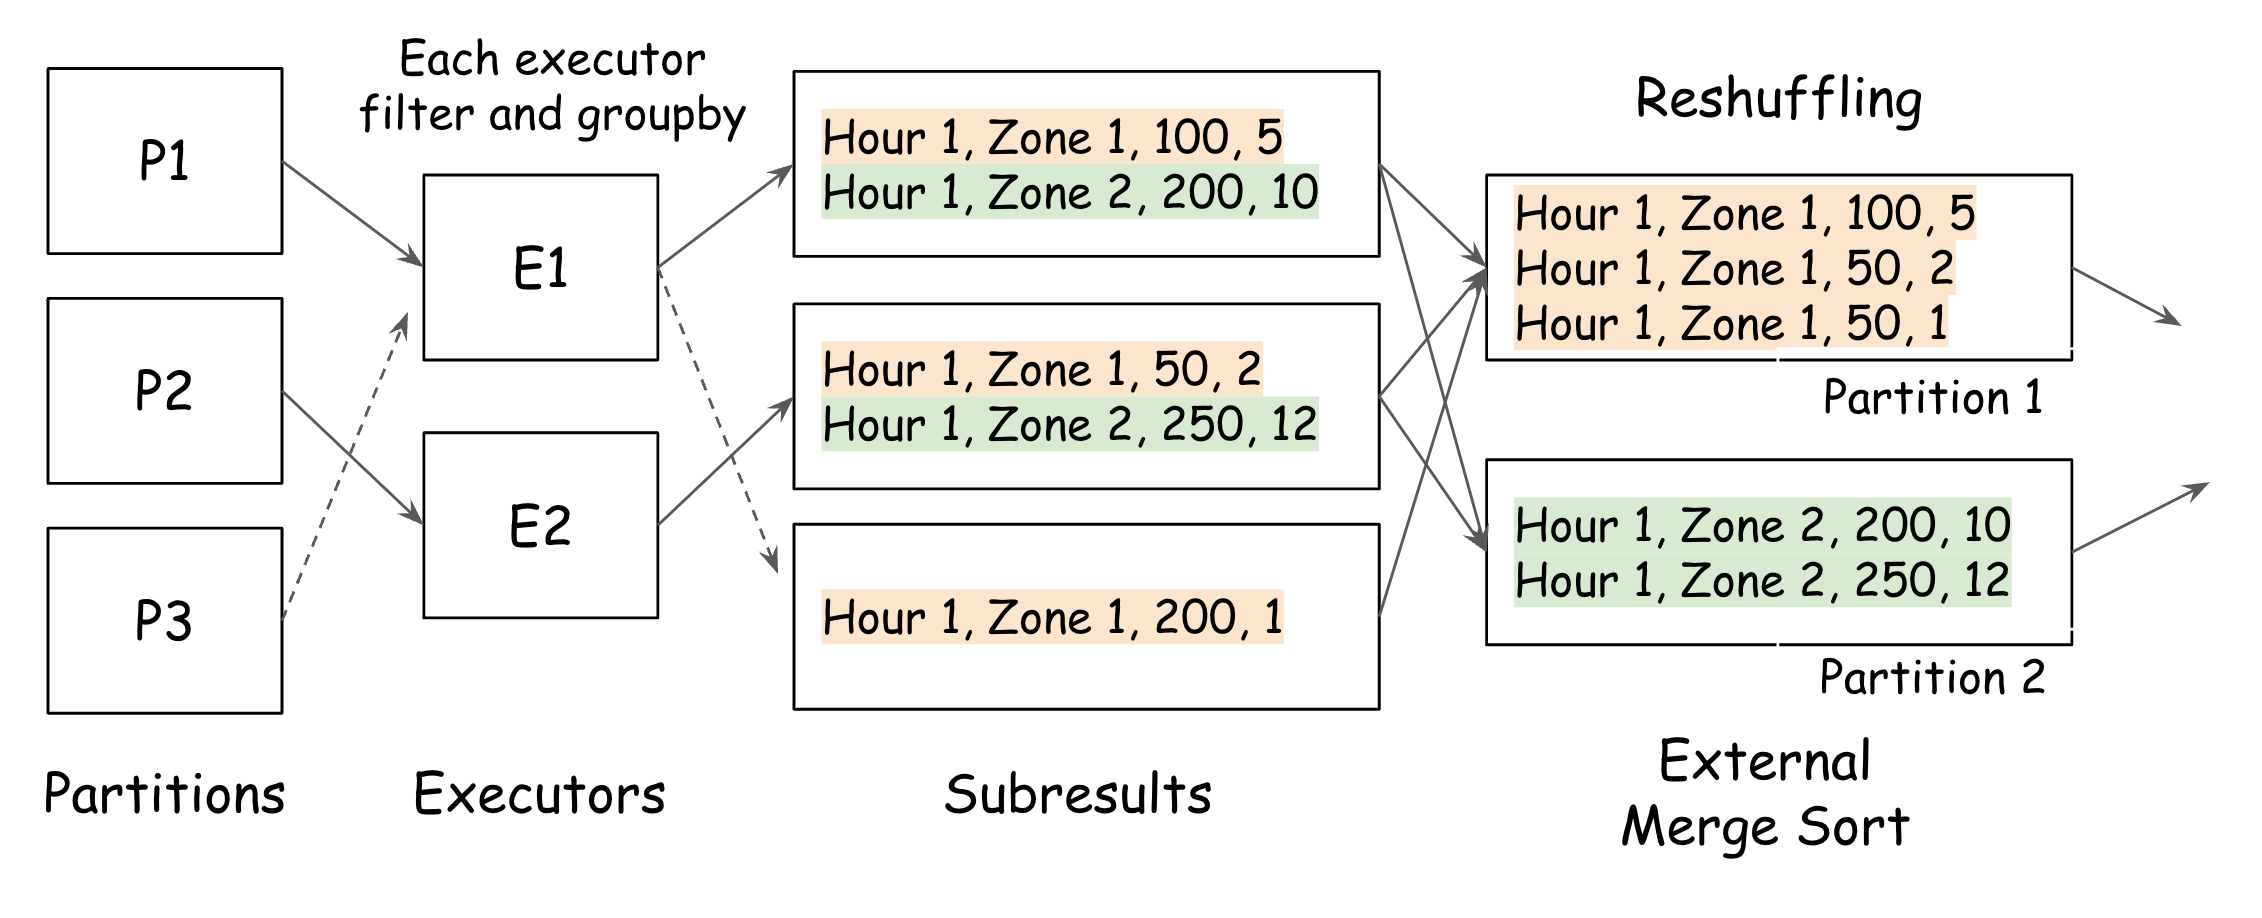 Each executor
filter and groupby
P1
P2
P3
Partitions
E1
E2
Executors
Hour 1, Zone 1, 100, 5
Hour 1, Zone 2, 200, 10
Hour 1, Zone 1, 50, 2
Hour 1, Zone 2, 250, 12
Hour 1, Zone 1, 200, 1
Subresults
Reshuffling
Hour 1, Zone 1, 100, 5
Hour 1, Zone 1, 50, 2
Hour 1, Zone 1, 50, 1
Partition 1
Hour 1, Zone 2, 200, 10
Hour 1, Zone 2, 250, 12
Partition 2
External
Merge Sort